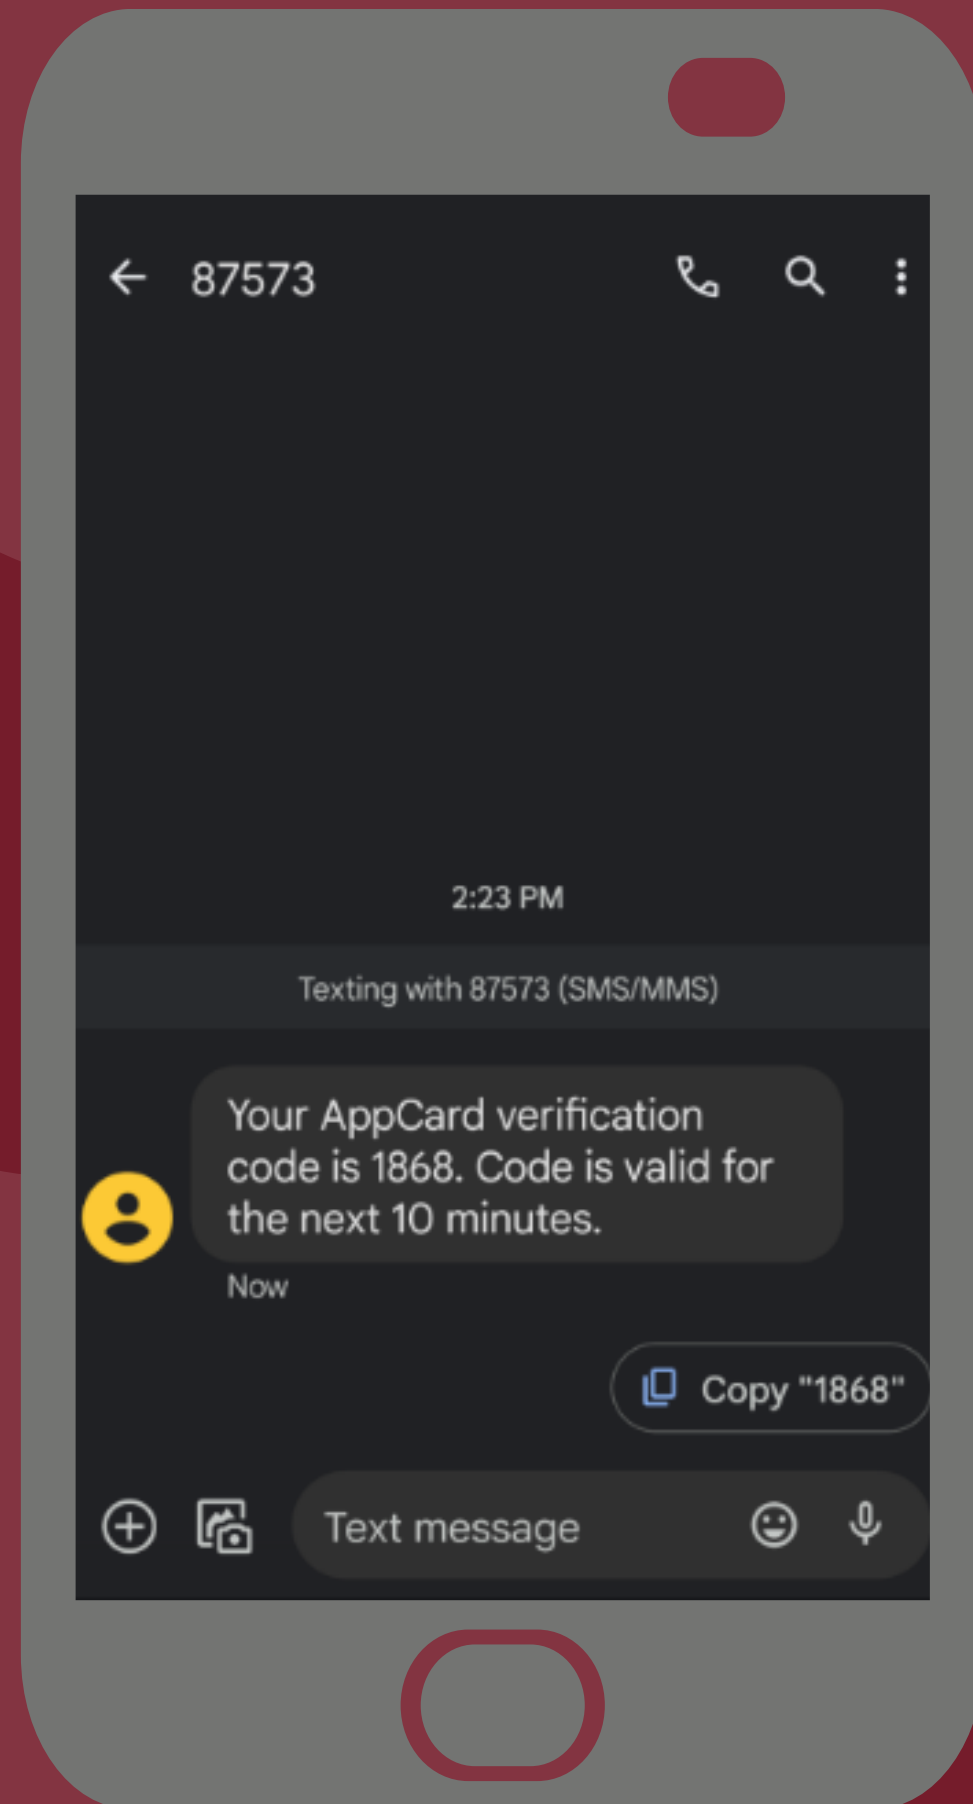 87573
2:23 PM
Texting with 87573 (SMS/MMS)
Your AppCard verification
code is 1868. Code is valid for
the next 10 minutes.
Now
Copy "1868"
Text message